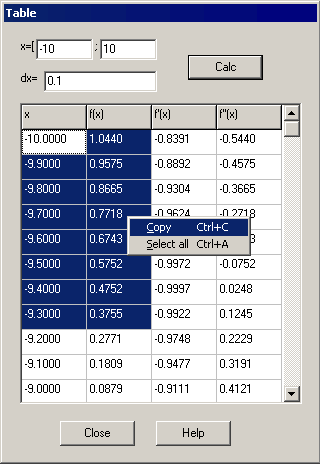 Table
x=[ -10 ; 10
Calc
dx= 0.1
x f(x) f'(x) f''(x)
-10.0000 1.0440 -0.8391 -0.5440
-9.9000 0.9575 -0.8892 -0.4575
-9.8000 0.8665 -0.9304 -0.3665
-9.7000 0.7718 -0.9624 -0.2718
Copy Ctrl+C
-9.6000 0.6743
Select all Ctrl+A
-9.5000 0.5752 -0.9972 -0.0752
-9.4000 0.4752 -0.9997 0.0248
-9.3000 0.3755 -0.9922 0.1245
-9.2000 0.2771 -0.9748 0.2229
-9.1000 0.1809 -0.9477 0.3191
-9.0000 0.0879 -0.9111 0.4121
Close Help